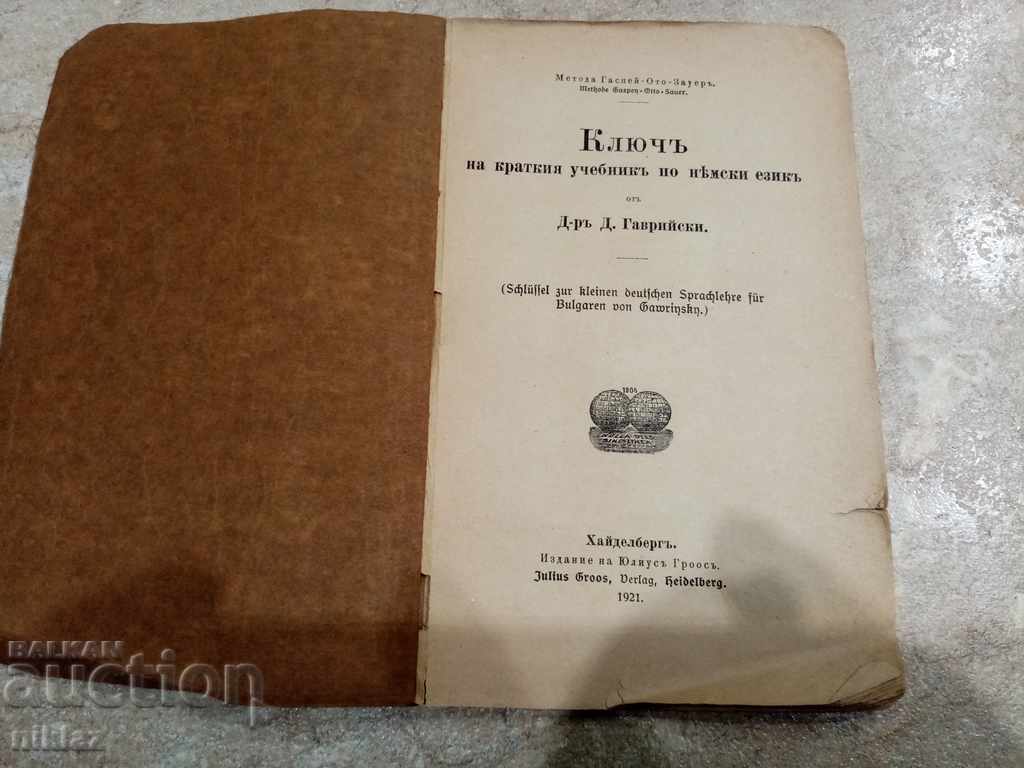 Метода Гаспей-Ото-Зауеръ.
Methode Gaspey-Otto-Sauer.
Ключъ
на краткия учебникъ по нѣмски езикъ
отъ
Д-ръ Д. Гаврийски.
(Schlüssel zur kleinen deutschen Sprachlehre für
Bulgaren von Gawriysky.)
Хайделбергъ.
Издание на Юлиусъ Гроосъ.
Julius Groos, Verlag, Heidelberg.
1921.
BALKAN
auction
niklaz